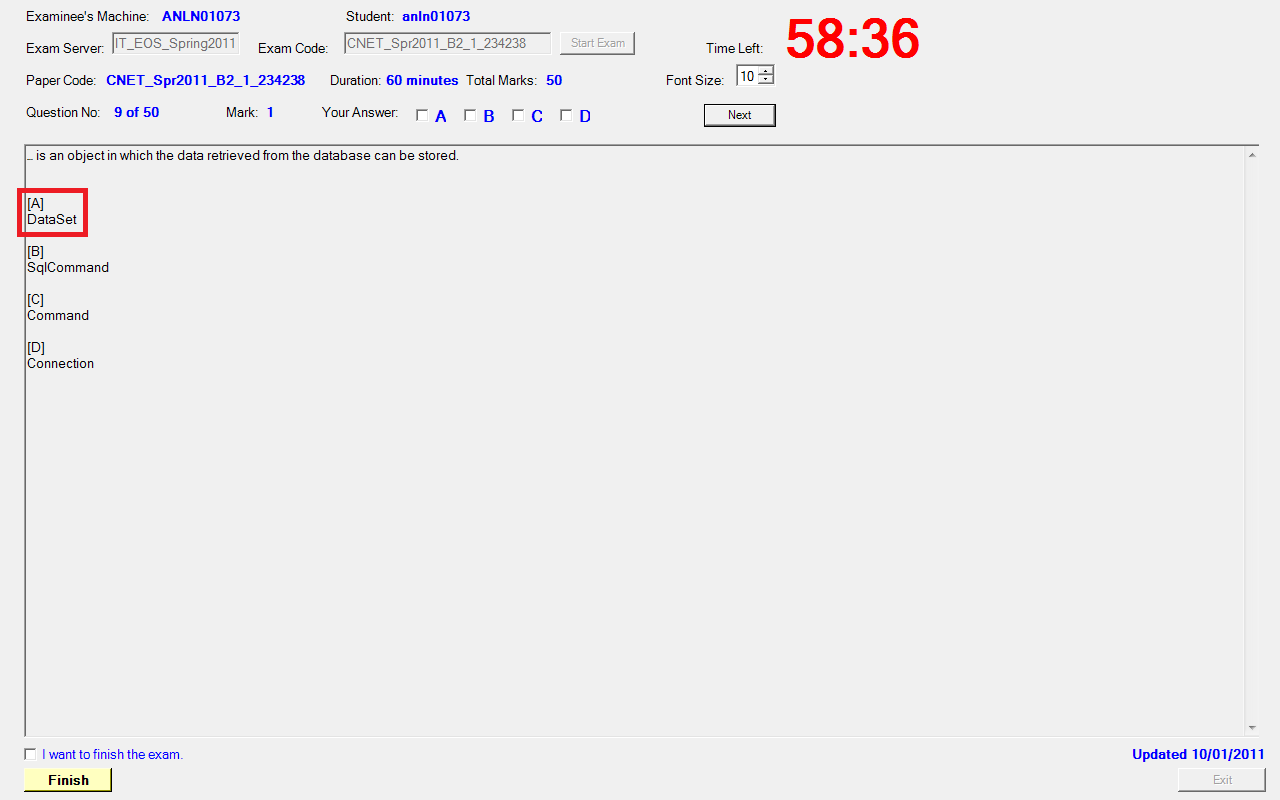 Examinee's Machine: ANLN01073 Student: anln01073
Exam Server: IT_EOS_Spring2011 Exam Code: CNET_Spr2011_B2_1_234238 Start Exam Time Left: 58:36
Paper Code: CNET_Spr2011_B2_1_234238 Duration: 60 minutes Total Marks: 50 Font Size: 10
Question No: 9 of 50 Mark: 1 Your Answer: A B C D Next
_ is an object in which the data retrieved from the database can be stored.
[A]
DataSet
[B]
SqlCommand
[C]
Command
[D]
Connection
I want to finish the exam. Updated 10/01/2011
Finish Exit